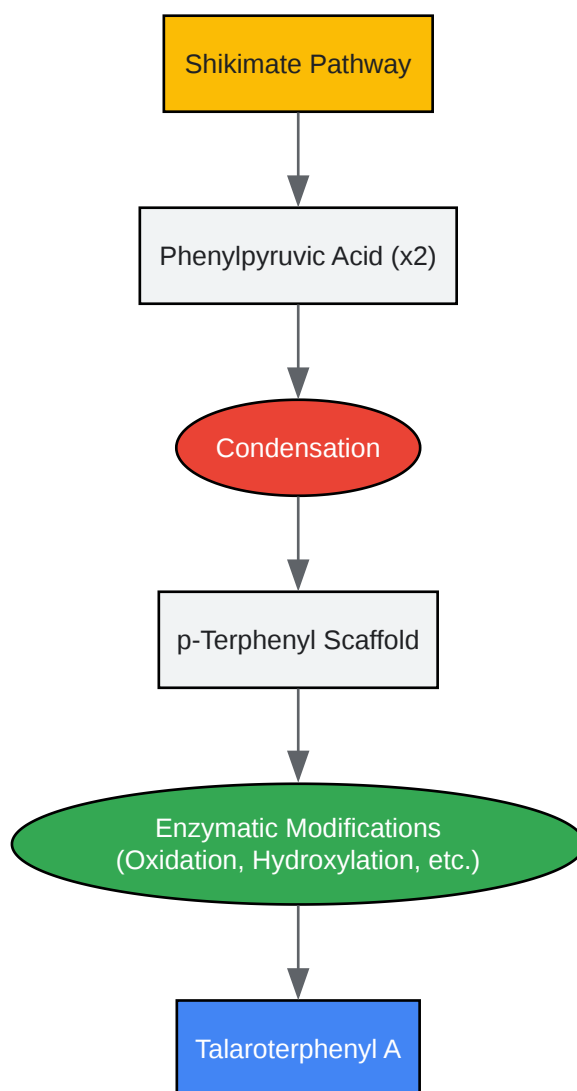 Shikimate Pathway
Phenylpyruvic Acid (x2)
Condensation
p-Terphenyl Scaffold
Enzymatic Modifications
(Oxidation, Hydroxylation, etc.)
Talaroterphenyl A